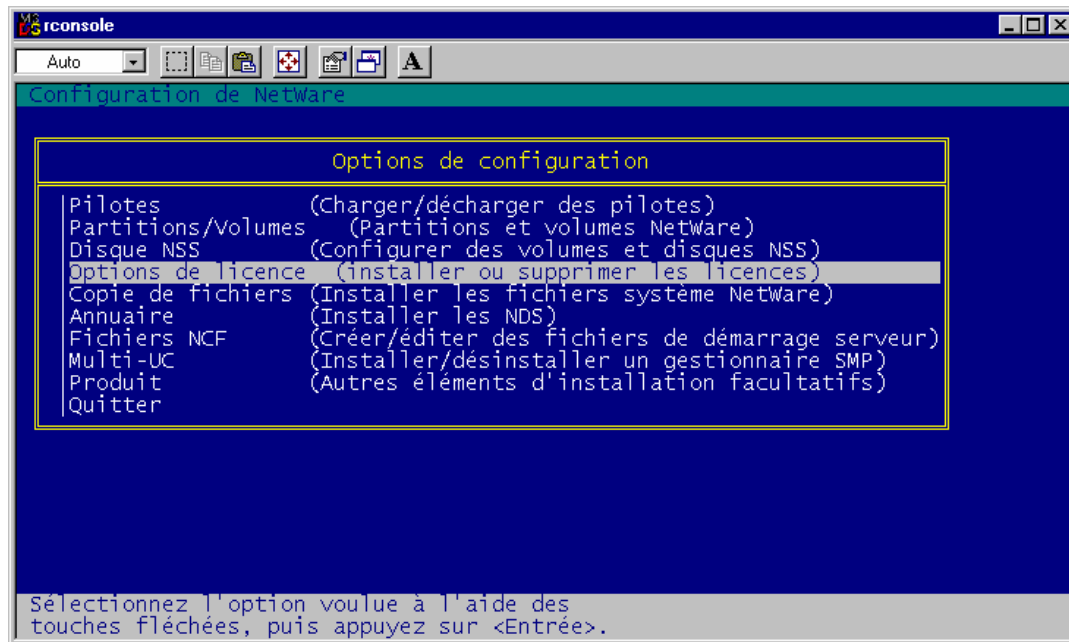 rconsole
Auto
A
Configuration de NetWare
Options de configuration
Pilotes (Charger/décharger des pilotes)
Partitions/Volumes (Partitions et volumes NetWare)
Disque NSS (Configurer des volumes et disques NSS)
Options de licence (installer ou supprimer les licences)
Copie de fichiers (Installer les fichiers système NetWare)
Annuaire (Installer les NDS)
Fichiers NCF (Créer/éditer des fichiers de démarrage serveur)
Multi-UC (Installer/désinstaller un gestionnaire SMP)
Produit (Autres éléments d'installation facultatifs)
Quitter
Sélectionnez l'option voulue à l'aide des
touches fléchées, puis appuyez sur <Entrée>.